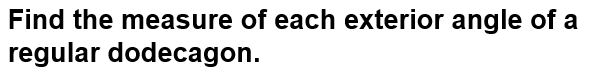 Find the measure of each exterior angle of a
regular dodecagon.